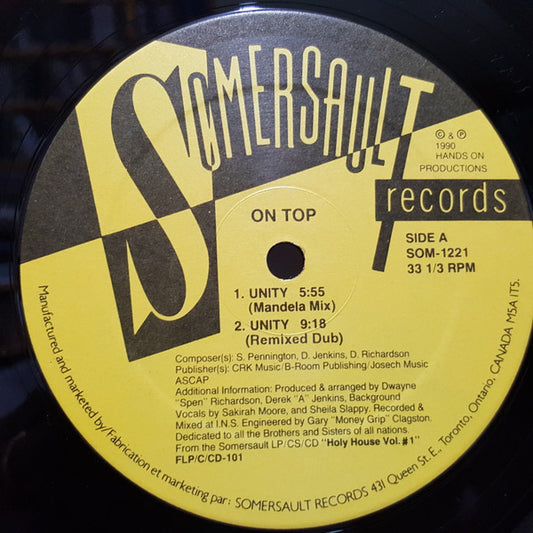 SOMERSAULT
records
© & ℗
1990
HANDS ON
PRODUCTIONS
ON TOP
SIDE A
SOM-1221
33 1/3 RPM
1. UNITY 5:55
(Mandela Mix)
2. UNITY 9:18
(Remixed Dub)
Composer(s): S. Pennington, D. Jenkins, D. Richardson
Publisher(s): CRK Music/B-Room Publishing/Josech Music
ASCAP
Additional Information: Produced & arranged by Dwayne
"Spen" Richardson, Derek "A" Jenkins, Background
Vocals by Sakirah Moore, and Sheila Slappy. Recorded &
Mixed at I.N.S. Engineered by Gary "Money Grip" Clagston.
Dedicated to all the Brothers and Sisters of all nations.
From the Somersault LP/CS/CD "Holy House Vol. #1"
FLP/C/CD-101
Manufactured and marketed by/Fabrication et mise en marketing par: SOMERSAULT RECORDS 431 Queen St. E., Toronto, Ontario, CANADA M5A 1T5.